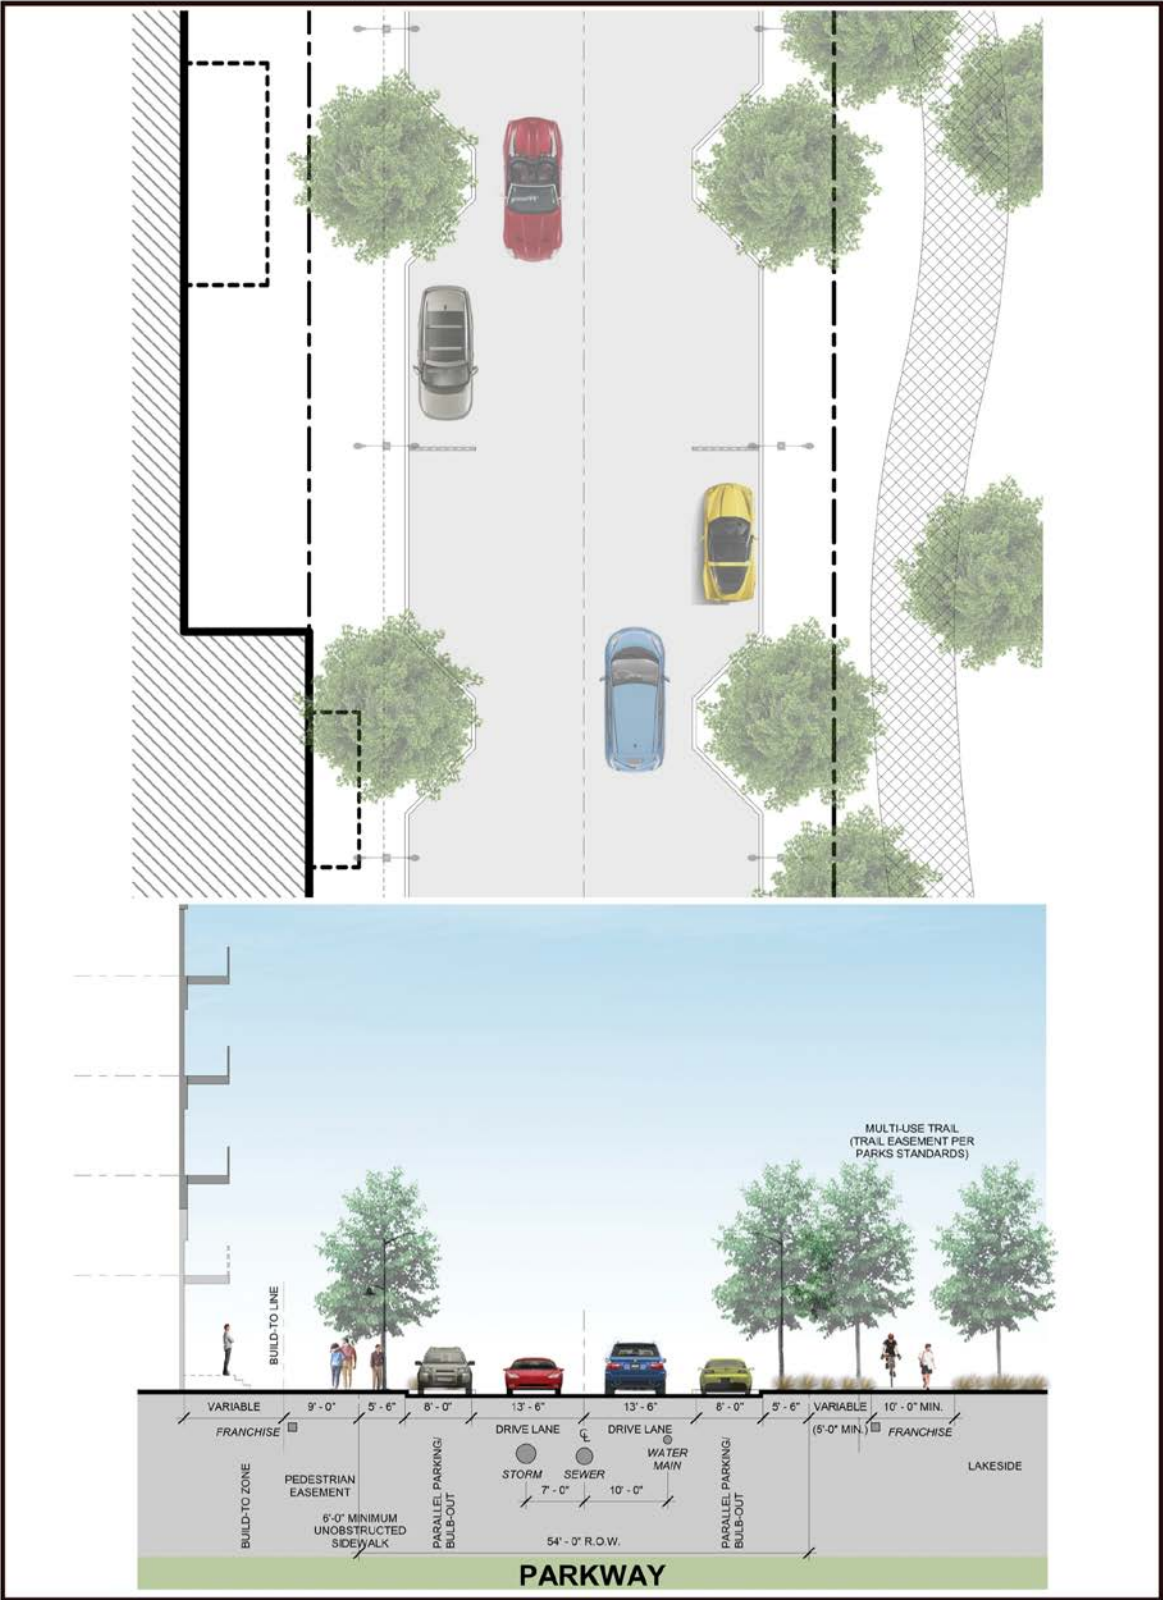 MULTI-USE TRAIL
(TRAIL EASEMENT PER
PARKS STANDARDS)
BUILD-TO LINE
VARIABLE
9' - 0"
5' - 6"
8' - 0"
13' - 6"
13' - 6"
8' - 0"
5' - 6"
VARIABLE
10' - 0" MIN.
FRANCHISE
DRIVE LANE
℄
DRIVE LANE
(5'-0" MIN.)
FRANCHISE
STORM
SEWER
WATER
MAIN
7' - 0"
10' - 0"
LAKESIDE
BUILD-TO ZONE
PEDESTRIAN
EASEMENT
6'-0" MINIMUM
UNOBSTRUCTED
SIDEWALK
PARALLEL PARKING/
BULB-OUT
PARALLEL PARKING/
BULB-OUT
54' - 0" R.O.W.
PARKWAY